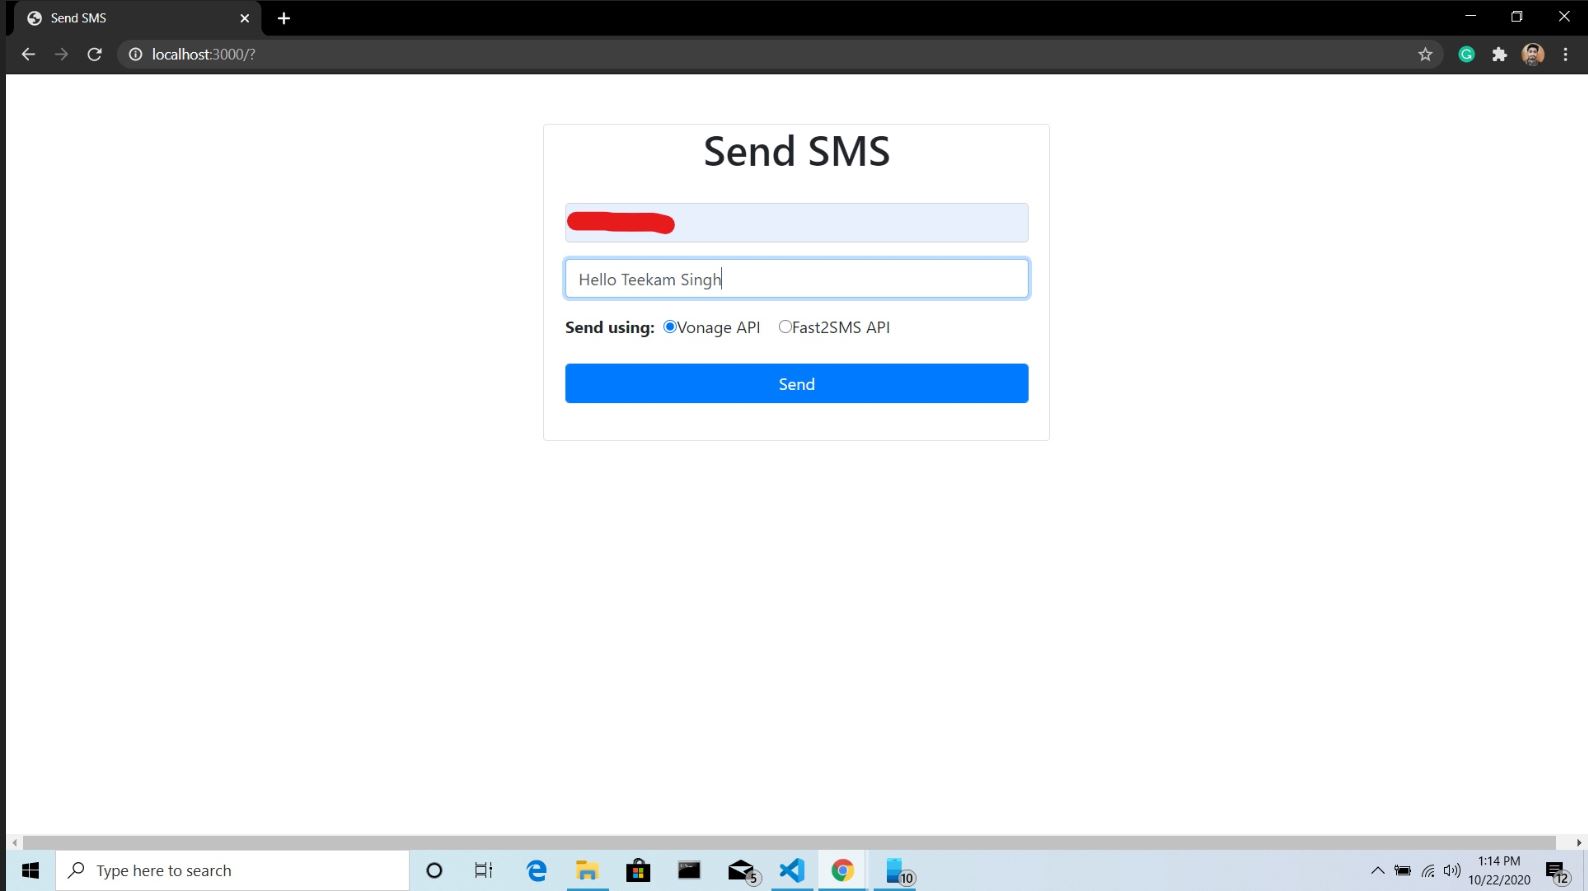 Send SMS
localhost:3000/?
Send SMS
Hello Teekam Singh
Send using: Vonage API Fast2SMS API
Send
Type here to search
5
10
1:14 PM
10/22/2020
12